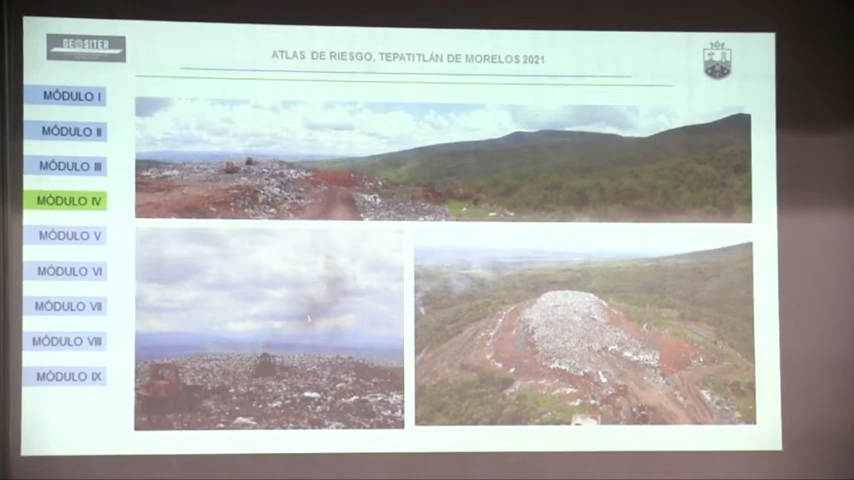 GEOSITER
ATLAS DE RIESGO, TEPATITLÁN DE MORELOS 2021
MÓDULO I
MÓDULO II
MÓDULO III
MÓDULO IV
MÓDULO V
MÓDULO VI
MÓDULO VII
MÓDULO VIII
MÓDULO IX